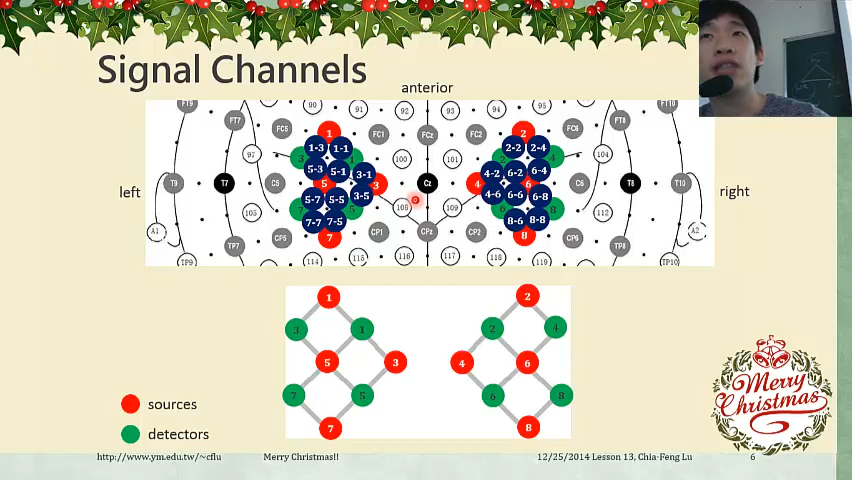 Signal Channels
anterior
90 91 92 93 94 95
FT9 FT7 FC5 1 FC1 FCz FC2 2 FC6 FT8 FT10
1-3 1-1 2-2 2-4
97 3 1 100 101 2 4 104
5-3 5-1 3-1 4-2 6-2 6-4
left T9 T7 C5 5 3 Cz 4 6 C6 T8 T10 right
5-7 5-5 3-5 4-6 6-6 6-8
105 7 5 108 109 6 8 112
7-7 7-5 8-6 8-8
A1 TP7 CP5 7 CP1 CPz CP2 8 CP6 TP8 A2
TP9 114 115 116 117 118 119 TP10
1 2
3 1 2 4
5 3 4 6
7 5 6 8
7 8
sources
detectors
Merry
Christmas
http://www.ym.edu.tw/~cflu Merry Christmas!! 12/25/2014 Lesson 13, Chia-Feng Lu 6